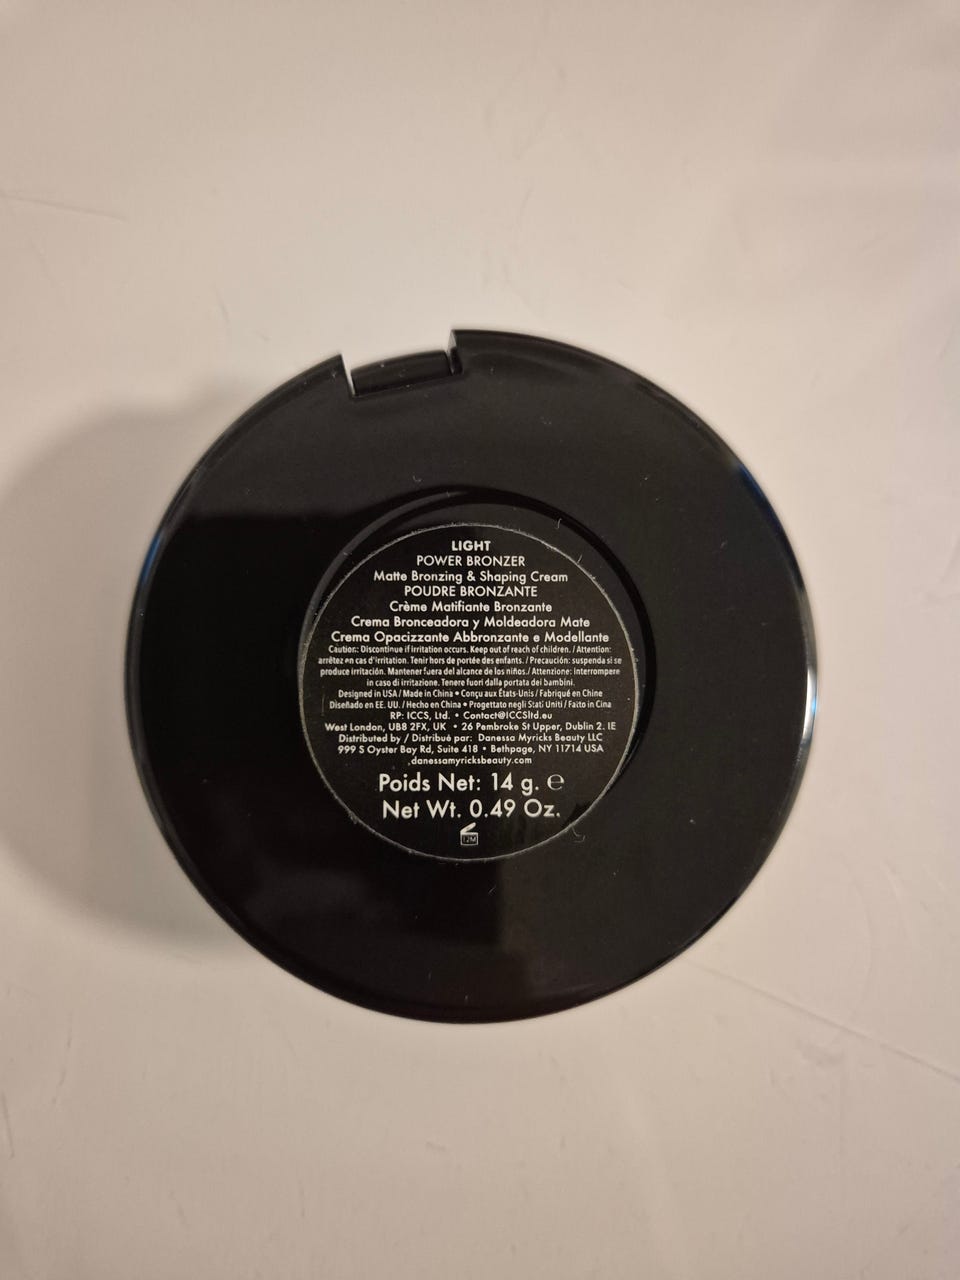 LIGHT
POWER BRONZER
Matte Bronzing & Shaping Cream
POUDRE BRONZANTE
Crème Matifiante Bronzante
Crema Bronceadora y Moldeadora Mate
Crema Opacizzante Abbronzante e Modellante
Caution: Discontinue if irritation occurs. Keep out of reach of children. / Attention:
arrêtez en cas d'irritation. Tenir hors de portée des enfants. / Precaución: suspenda si se
produce irritación. Mantener fuera del alcance de los niños./ Attenzione: interrompere
in caso di irritazione. Tenere fuori dalla portata dei bambini.
Designed in USA / Made in China • Conçu aux États-Unis / Fabriqué en Chine
Diseñado en EE. UU. / Hecho en China • Progettato negli Stati Uniti / Faito in Cina
RP: ICCS, Ltd. • Contact@ICCSltd.eu
West London, UB8 2FX, UK • 26 Pembroke St Upper, Dublin 2. IE
Distributed by / Distribué par: Danessa Myricks Beauty LLC
999 S Oyster Bay Rd, Suite 418 • Bethpage, NY 11714 USA
danessamyricksbeauty.com
Poids Net: 14 g. ℮
Net Wt. 0.49 Oz.
12M